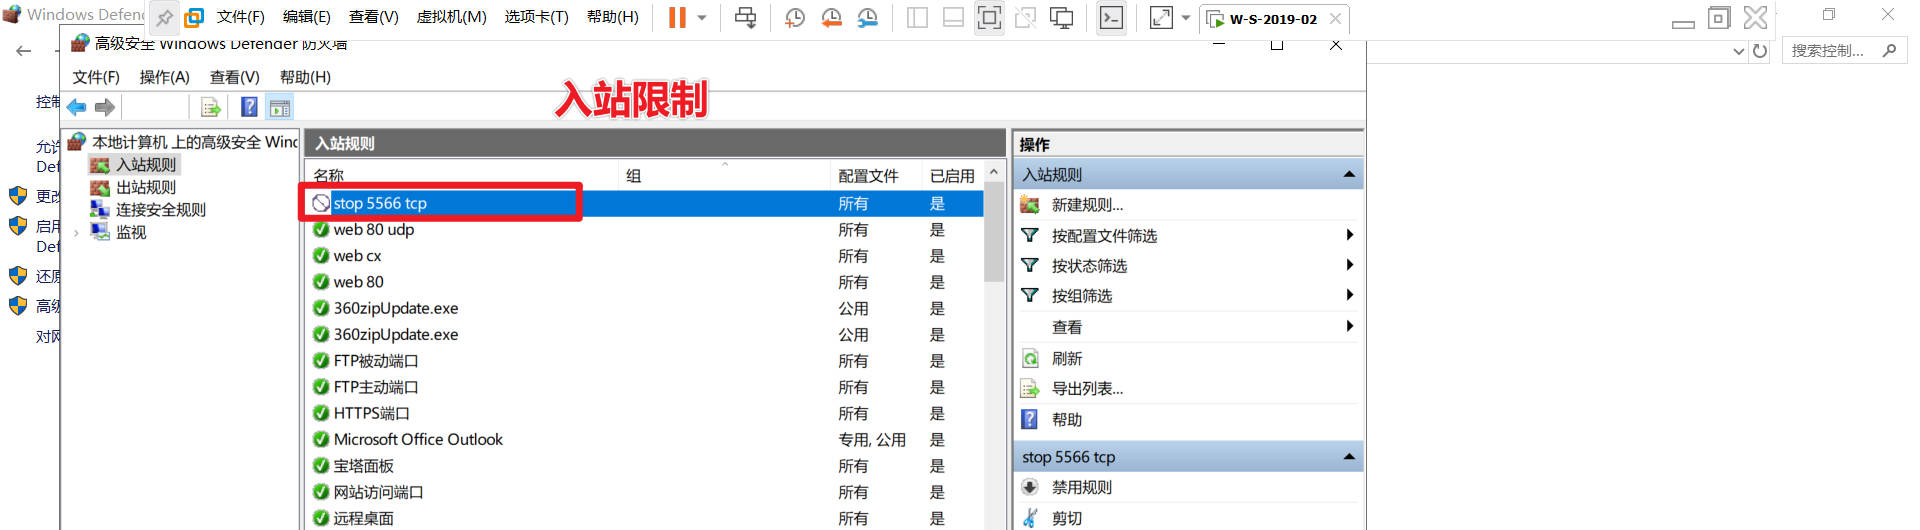 Windows Defend
文件(F) 编辑(E) 查看(V) 虚拟机(M) 选项卡(T) 帮助(H)
W-S-2019-02
高级安全 Windows Defender 防火墙
搜索控制...
文件(F) 操作(A) 查看(V) 帮助(H)
入站限制
控制
允许
Def
更改
启用
Def
还原
高级
对网
本地计算机 上的高级安全 Wind
入站规则
出站规则
连接安全规则
监视
入站规则
名称 组 配置文件 已启用
stop 5566 tcp 所有 是
web 80 udp 所有 是
web cx 所有 是
web 80 所有 是
360zipUpdate.exe 公用 是
360zipUpdate.exe 公用 是
FTP被动端口 所有 是
FTP主动端口 所有 是
HTTPS端口 所有 是
Microsoft Office Outlook 专用, 公用 是
宝塔面板 所有 是
网站访问端口 所有 是
远程桌面 所有 是
操作
入站规则
新建规则...
按配置文件筛选
按状态筛选
按组筛选
查看
刷新
导出列表...
帮助
stop 5566 tcp
禁用规则
剪切